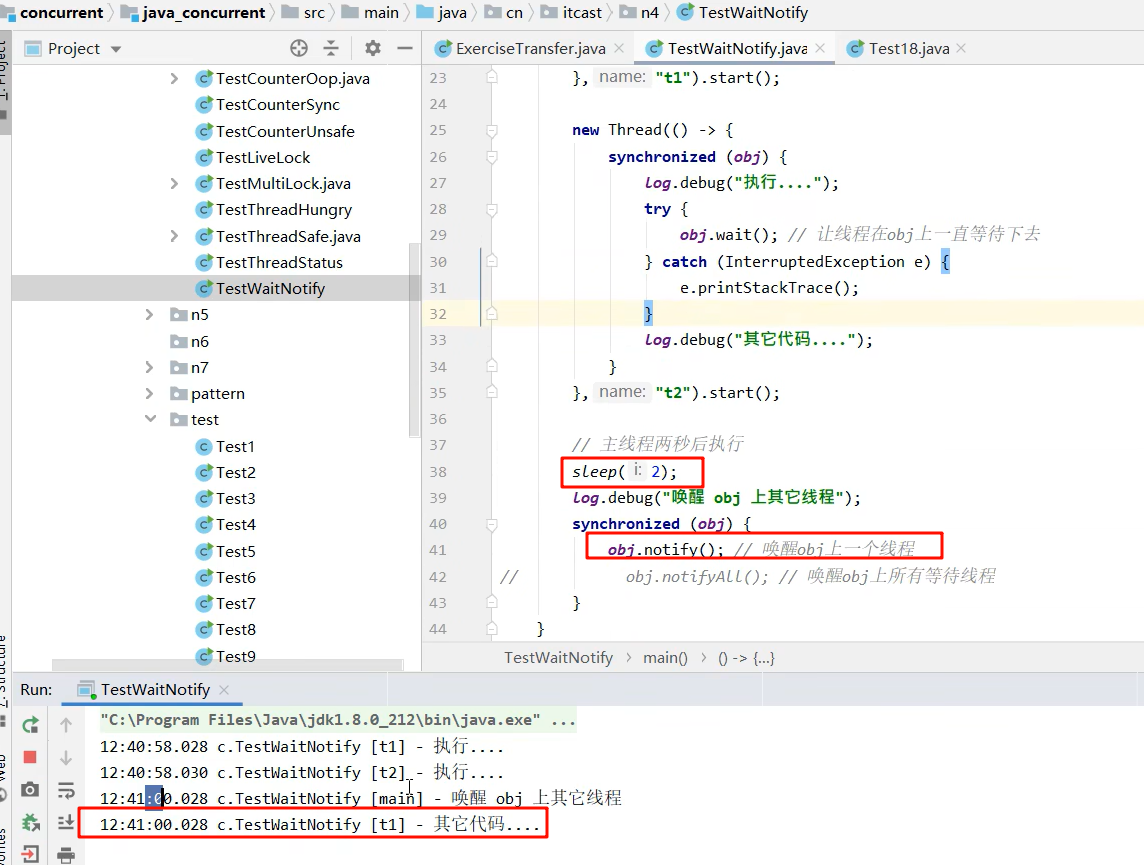 concurrent java_concurrent src main java cn itcast n4 TestWaitNotify
Project
ExerciseTransfer.java TestWaitNotify.java Test18.java
TestCounterOop.java
TestCounterSync
TestCounterUnsafe
TestLiveLock
TestMultiLock.java
TestThreadHungry
TestThreadSafe.java
TestThreadStatus
TestWaitNotify
n5
n6
n7
pattern
test
Test1
Test2
Test3
Test4
Test5
Test6
Test7
Test8
Test9
23 }, name: "t1").start();
24
25 new Thread(() -> {
26 synchronized (obj) {
27 log.debug("执行....");
28 try {
29 obj.wait(); // 让线程在obj上一直等待下去
30 } catch (InterruptedException e) {
31 e.printStackTrace();
32 }
33 log.debug("其它代码....");
34 }
35 }, name: "t2").start();
36
37 // 主线程两秒后执行
38 sleep( i: 2);
39 log.debug("唤醒 obj 上其它线程");
40 synchronized (obj) {
41 obj.notify(); // 唤醒obj上一个线程
42 // obj.notifyAll(); // 唤醒obj上所有等待线程
43 }
44 }
TestWaitNotify › main() › () -> {...}
Run: TestWaitNotify
"C:\Program Files\Java\jdk1.8.0_212\bin\java.exe" ...
12:40:58.028 c.TestWaitNotify [t1] - 执行....
12:40:58.030 c.TestWaitNotify [t2] - 执行....
12:41:00.028 c.TestWaitNotify [main] - 唤醒 obj 上其它线程
12:41:00.028 c.TestWaitNotify [t1] - 其它代码....